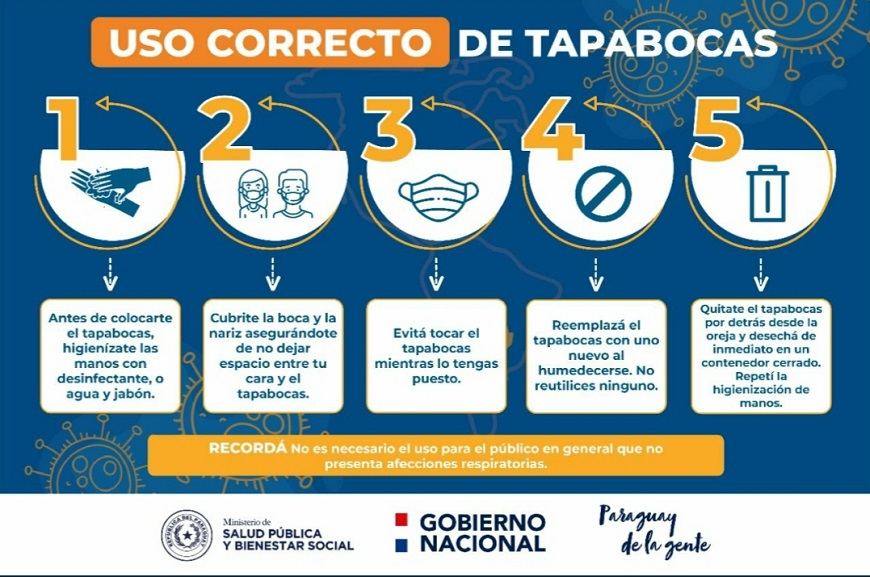 USO CORRECTO DE TAPABOCAS
1
Antes de colocarte
el tapabocas,
higienízate las
manos con
desinfectante, o
agua y jabón.
2
Cubrite la boca y la
nariz asegurándote
de no dejar
espacio entre tu
cara y el
tapabocas.
3
Evitá tocar el
tapabocas
mientras lo tengas
puesto.
4
Reemplazá el
tapabocas con uno
nuevo al
humedecerse. No
reutilices ninguno.
5
Quitate el tapabocas
por detrás desde la
oreja y desechá de
inmediato en un
contenedor cerrado.
Repetí la
higienización de
manos.
RECORDÁ No es necesario el uso para el público en general que no
presenta afecciones respiratorias.
Ministerio de
SALUD PÚBLICA
Y BIENESTAR SOCIAL
GOBIERNO
NACIONAL
Paraguay
de la gente